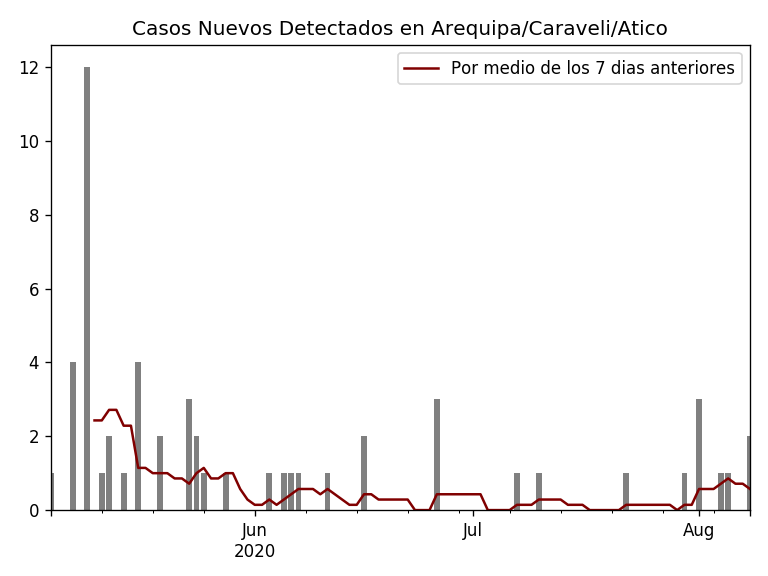 Casos Nuevos Detectados en Arequipa/Caraveli/Atico
Por medio de los 7 dias anteriores
12
10
8
6
4
2
0
Jun
2020
Jul
Aug